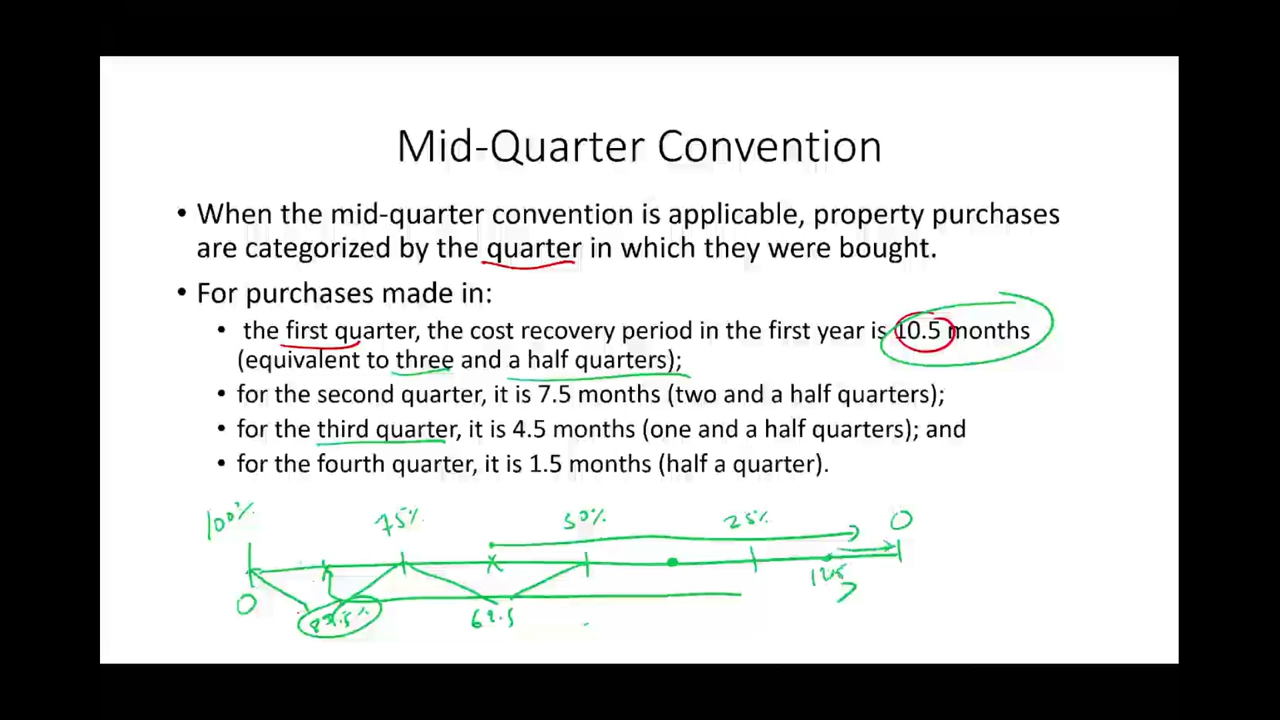 Mid-Quarter Convention
• When the mid-quarter convention is applicable, property purchases
are categorized by the quarter in which they were bought.
• For purchases made in:
• the first quarter, the cost recovery period in the first year is 10.5 months
(equivalent to three and a half quarters);
• for the second quarter, it is 7.5 months (two and a half quarters);
• for the third quarter, it is 4.5 months (one and a half quarters); and
• for the fourth quarter, it is 1.5 months (half a quarter).
100% 75% 50% 25% 0
0 62.5